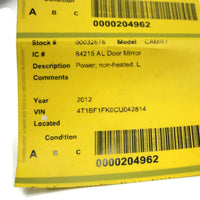 A B C
0000204962
Stock # 00032676 Model CAMRY
IC # 64215 AL Door Mirror
Description Power, non-heated, L
Comments
Year 2012
VIN 4T1BF1FK0CU042814
Located
Condition
A B C
0000204962